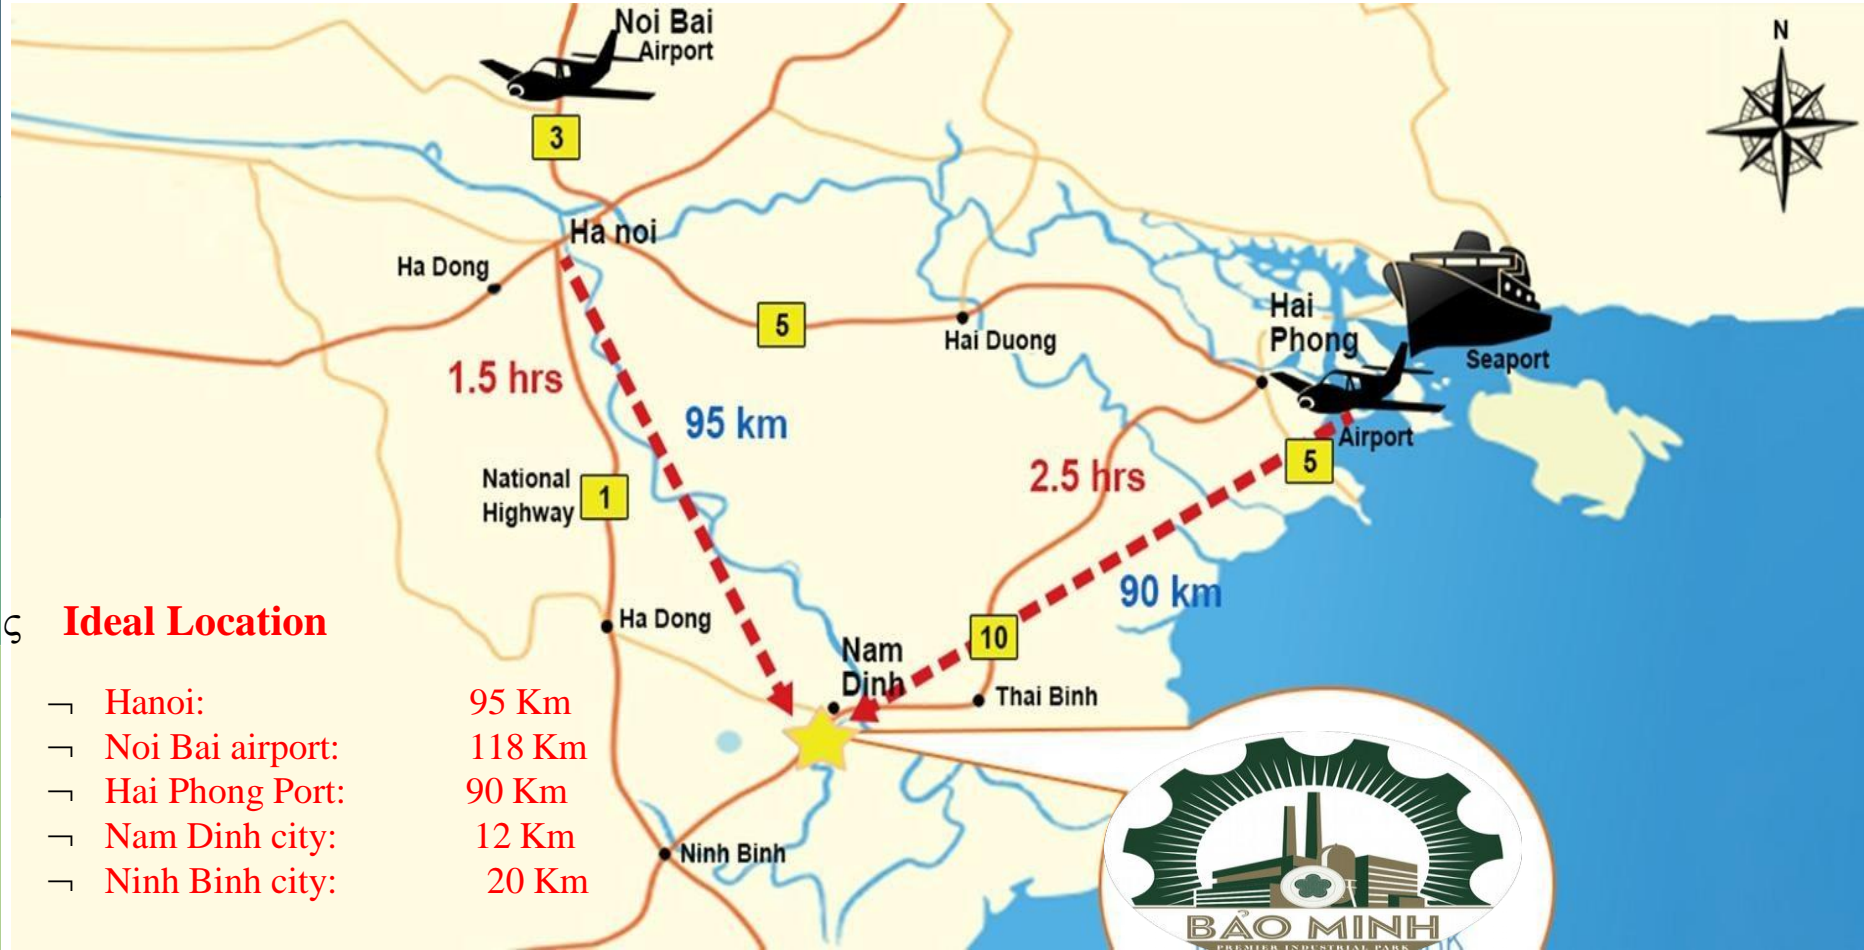 Noi Bai
Airport
N
3
Ha noi
Ha Dong
5
Hai Duong
Hai
Phong
Seaport
Airport
5
1.5 hrs
95 km
2.5 hrs
90 km
National
Highway
1
Ha Dong
10
Nam
Dinh
Thai Binh
Ninh Binh
ς Ideal Location
¬ Hanoi: 95 Km
¬ Noi Bai airport: 118 Km
¬ Hai Phong Port: 90 Km
¬ Nam Dinh city: 12 Km
¬ Ninh Binh city: 20 Km
BẢO MINH
PREMIER INDUSTRIAL PARK